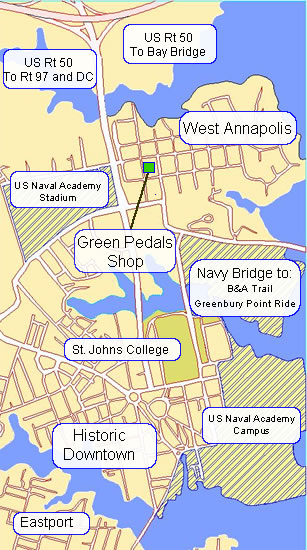 US Rt 50
To Bay Bridge
US Rt 50
To Rt 97 and DC
West Annapolis
US Naval Academy
Stadium
Green Pedals
Shop
Navy Bridge to:
B&A Trail
Greenbury Point Ride
St. Johns College
US Naval Academy
Campus
Historic
Downtown
Eastport